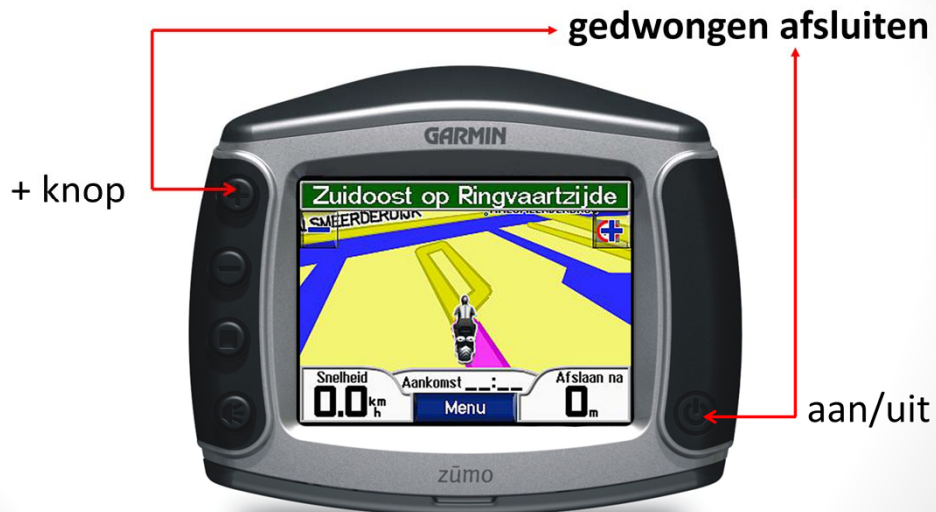 gedwongen afsluiten
GARMIN
+ knop
Zuidoost op Ringvaartzijde
SMEERDERDIJK
Snelheid
Aankomst __:__
Afslaan na
0.0 km/h
Menu
0 m
aan/uit
zūmo